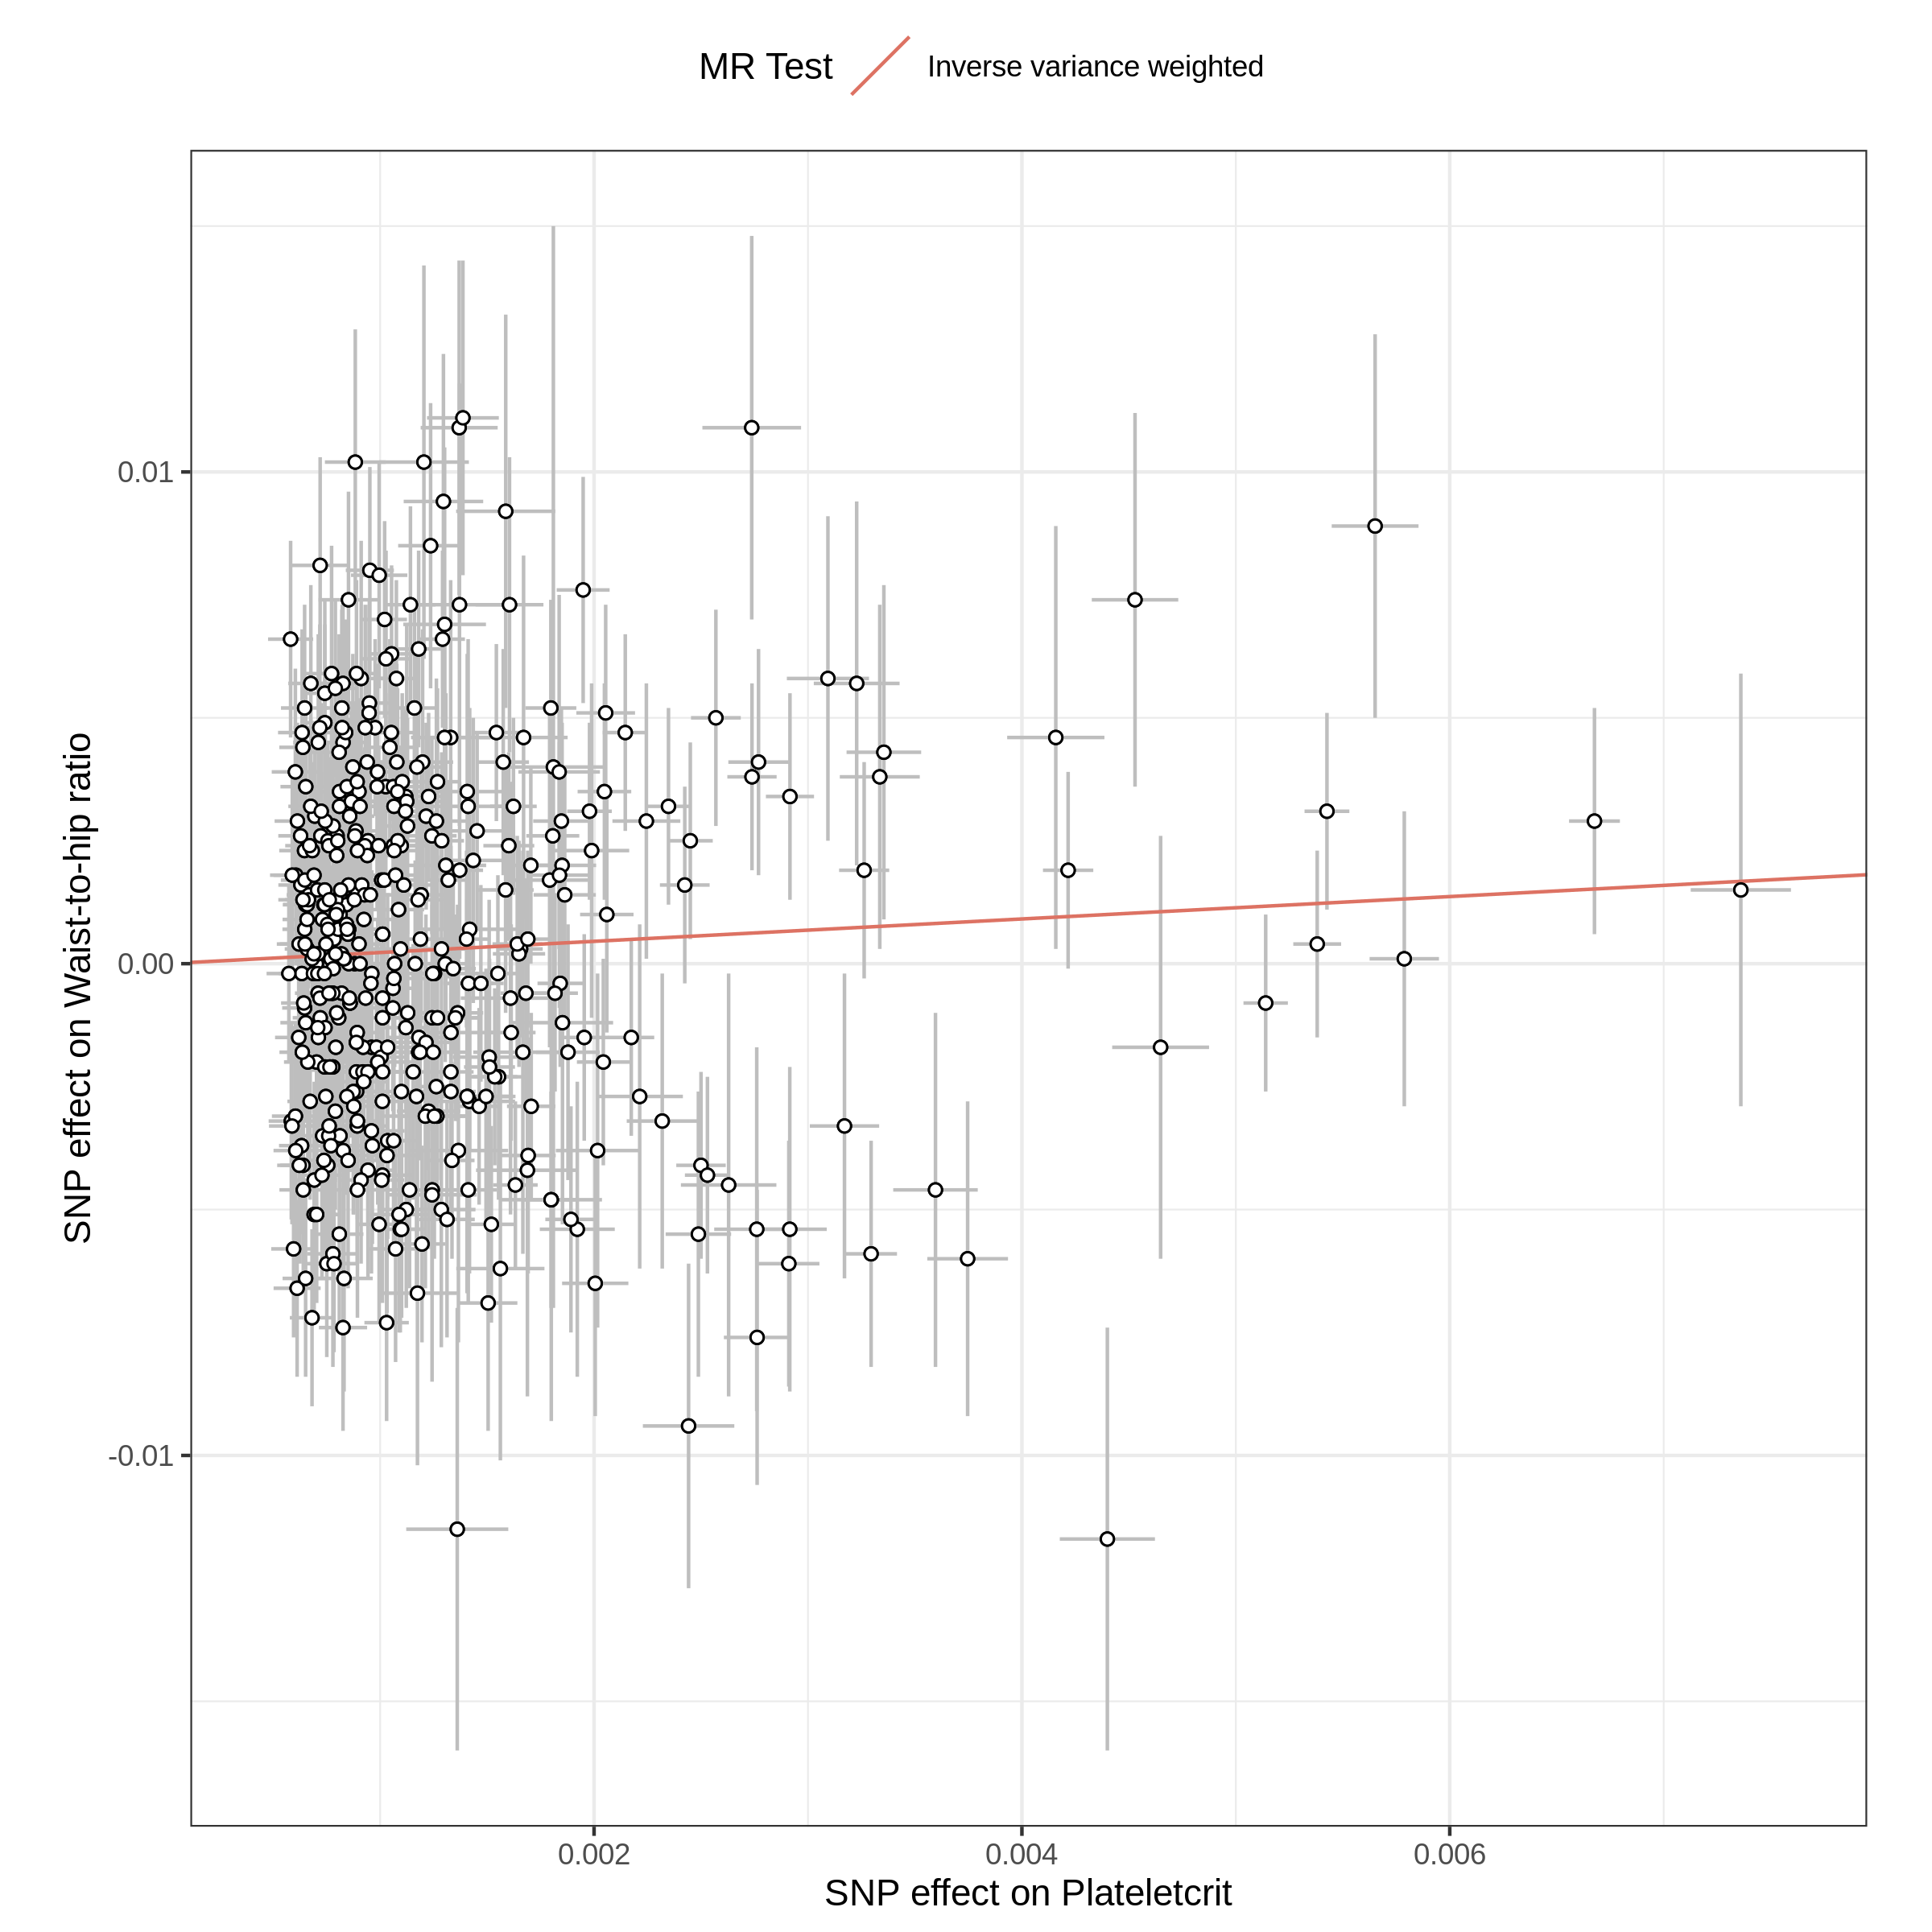 MR Test Inverse variance weighted
SNP effect on Waist-to-hip ratio
0.01
0.00
-0.01
0.002 0.004 0.006
SNP effect on Plateletcrit